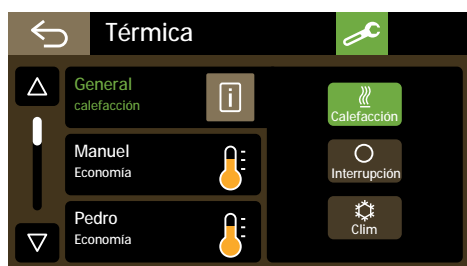 Térmica
General
calefacción
i
Manuel
Economía
Pedro
Economía
Calefacción
Interrupción
Clim